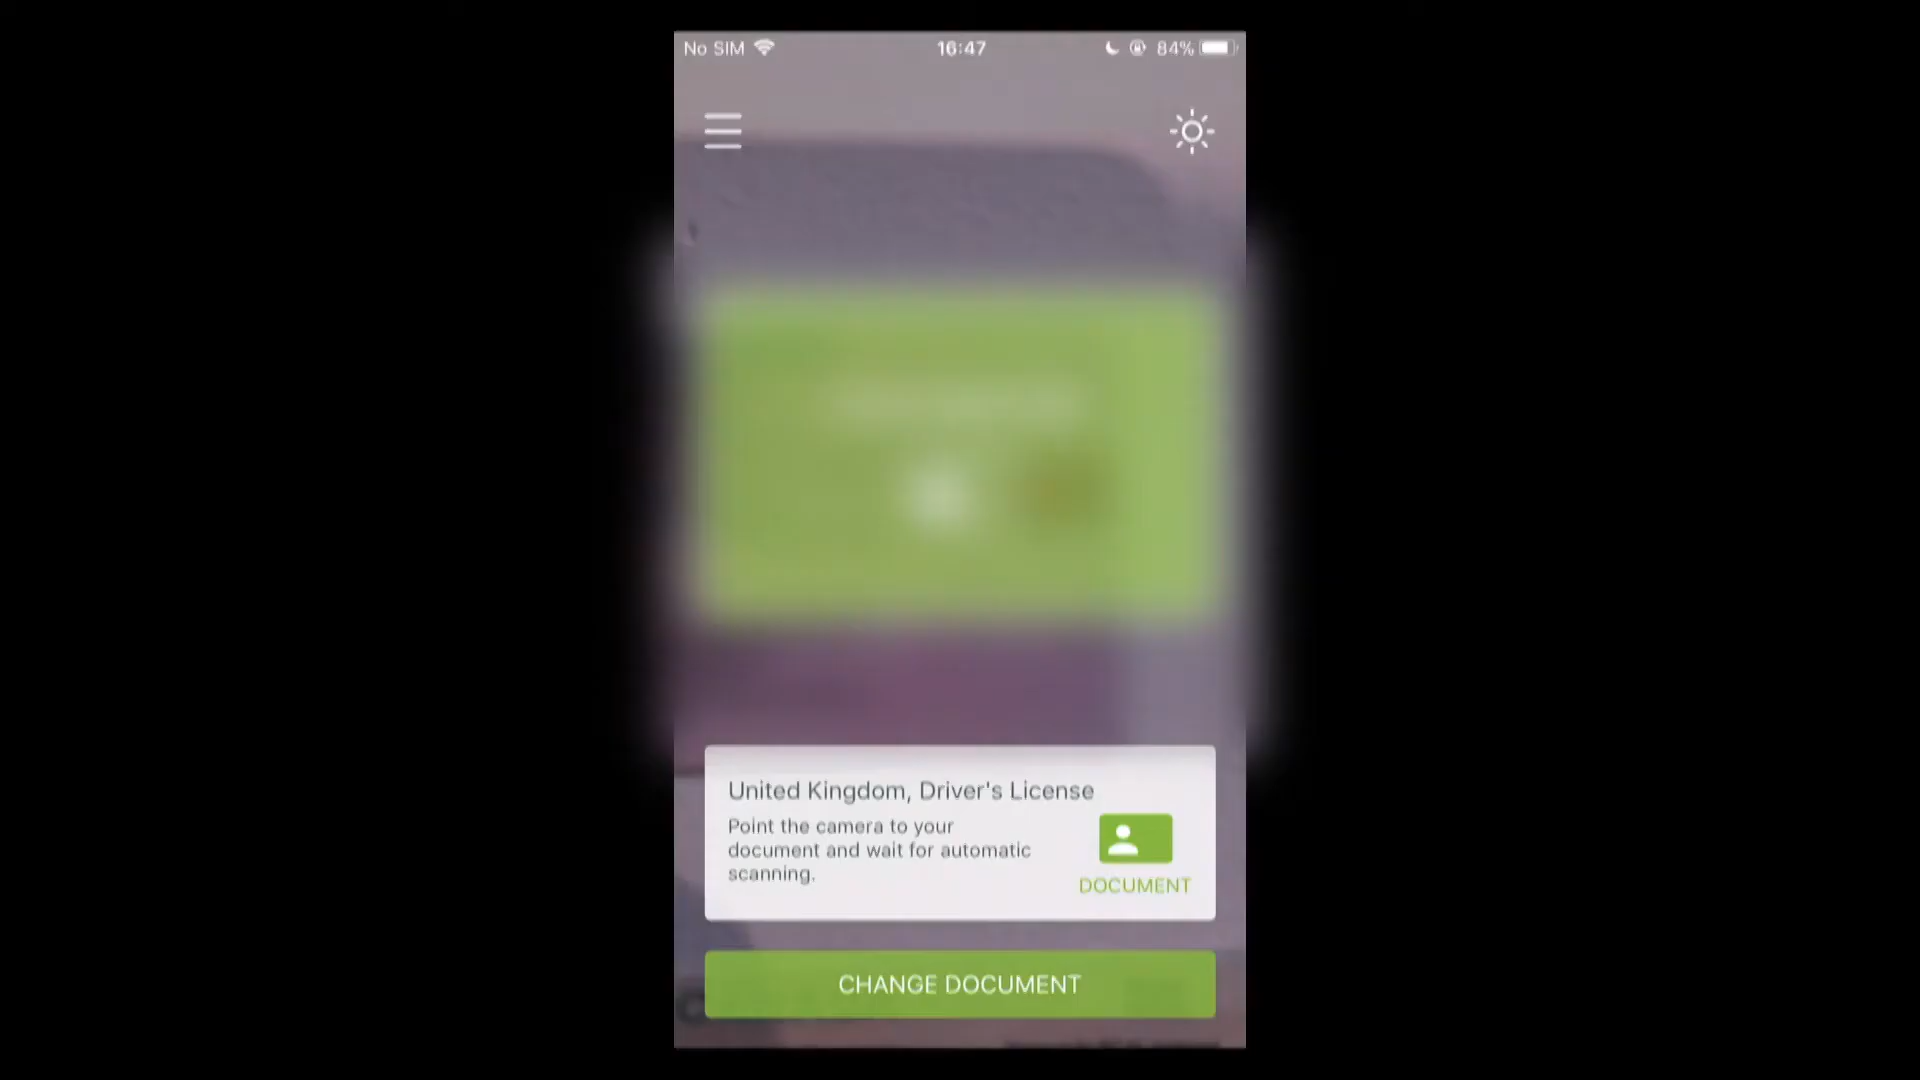 No SIM 16:47 84%
United Kingdom, Driver's License
Point the camera to your
document and wait for automatic
scanning.
DOCUMENT
CHANGE DOCUMENT